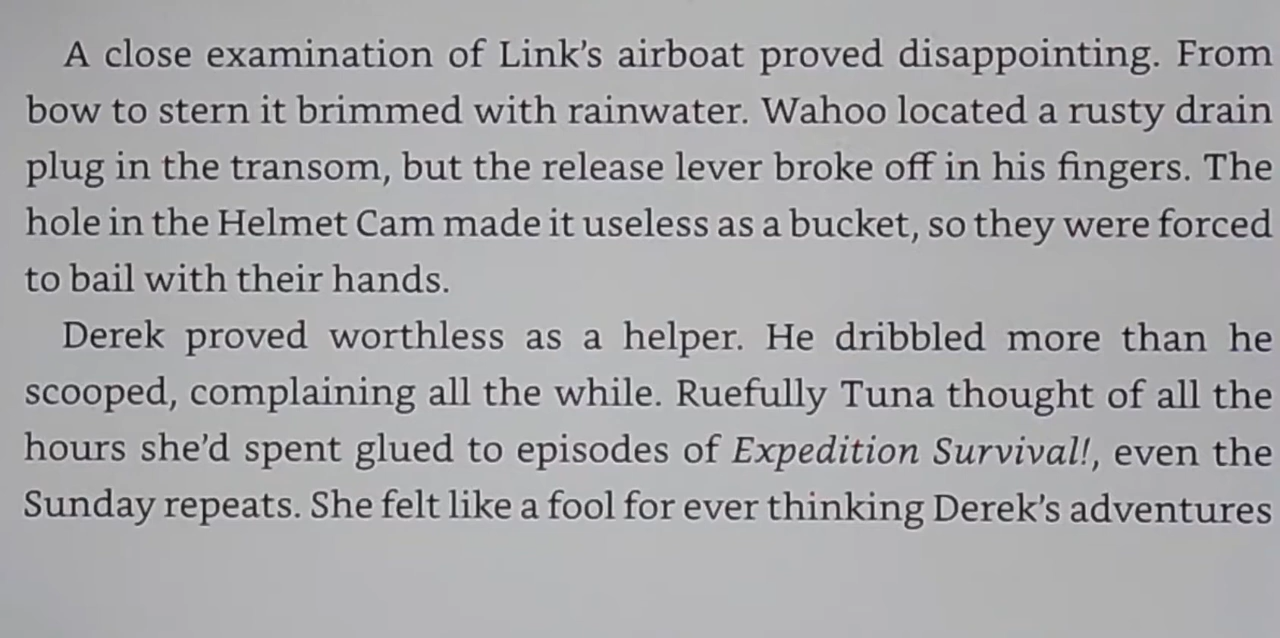 A close examination of Link’s airboat proved disappointing. From
bow to stern it brimmed with rainwater. Wahoo located a rusty drain
plug in the transom, but the release lever broke off in his fingers. The
hole in the Helmet Cam made it useless as a bucket, so they were forced
to bail with their hands.
Derek proved worthless as a helper. He dribbled more than he
scooped, complaining all the while. Ruefully Tuna thought of all the
hours she’d spent glued to episodes of Expedition Survival!, even the
Sunday repeats. She felt like a fool for ever thinking Derek’s adventures